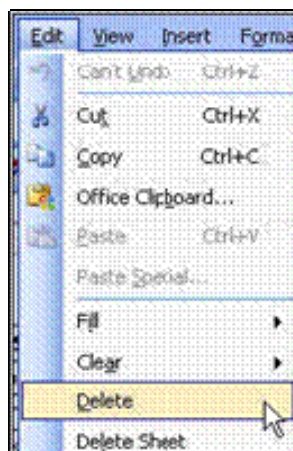 Edit View Insert Forma
Can't Undo Ctrl+Z
Cut Ctrl+X
Copy Ctrl+C
Office Clipboard...
Paste Ctrl+V
Paste Special...
Fill
Clear
Delete
Delete Sheet